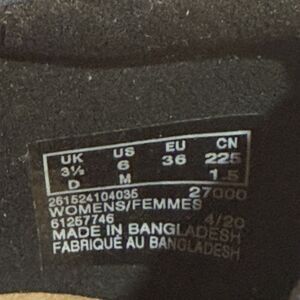 UK US EU CN
3½ 6 36 225
D M 1.5
261524104035 27000
WOMENS/FEMMES
61257746 4/20
MADE IN BANGLADESH
FABRIQUÉ AU BANGLADESH